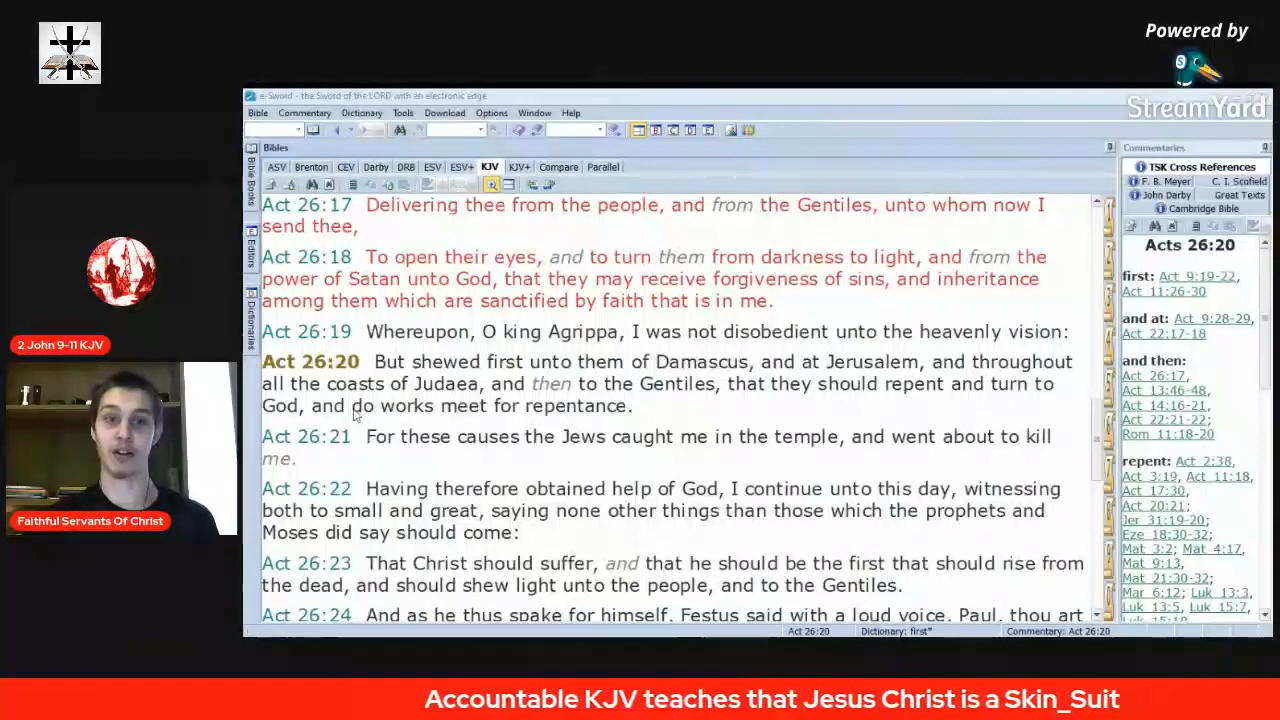 Powered by
StreamYard
e-Sword - the Sword of the LORD with an electronic edge
Bible Commentary Dictionary Tools Download Options Window Help
Bibles
ASV Brenton CEV Darby DRB ESV ESV+ KJV KJV+ Compare Parallel
Bible Books
Editors
Dictionaries
Act 26:17 Delivering thee from the people, and from the Gentiles, unto whom now I
send thee,
Act 26:18 To open their eyes, and to turn them from darkness to light, and from the
power of Satan unto God, that they may receive forgiveness of sins, and inheritance
among them which are sanctified by faith that is in me.
Act 26:19 Whereupon, O king Agrippa, I was not disobedient unto the heavenly vision:
Act 26:20 But shewed first unto them of Damascus, and at Jerusalem, and throughout
all the coasts of Judaea, and then to the Gentiles, that they should repent and turn to
God, and do works meet for repentance.
Act 26:21 For these causes the Jews caught me in the temple, and went about to kill
me.
Act 26:22 Having therefore obtained help of God, I continue unto this day, witnessing
both to small and great, saying none other things than those which the prophets and
Moses did say should come:
Act 26:23 That Christ should suffer, and that he should be the first that should rise from
the dead, and should shew light unto the people, and to the Gentiles.
Act 26:24 And as he thus spake for himself, Festus said with a loud voice, Paul, thou art
Commentaries
TSK Cross References
F. B. Meyer C. I. Scofield
John Darby Great Texts
Cambridge Bible
Acts 26:20
first: Act 9:19-22,
Act 11:26-30
and at: Act 9:28-29,
Act 22:17-18
and then:
Act 26:17,
Act 13:46-48,
Act 14:16-21,
Act 22:21-22,
Rom 11:18-20
repent: Act 2:38,
Act 3:19, Act 11:18,
Act 17:30,
Act 20:21;
Jer 31:19-20;
Eze 18:30-32;
Mat 3:2; Mat 4:17,
Mat 9:13,
Mat 21:30-32;
Mar 6:12; Luk 13:3,
Luk 13:5, Luk 15:7,
Luk 15:10
Act 26:20 Dictionary: first* Commentary: Act 26:20
2 John 9-11 KJV
Faithful Servants Of Christ
Accountable KJV teaches that Jesus Christ is a Skin_Suit